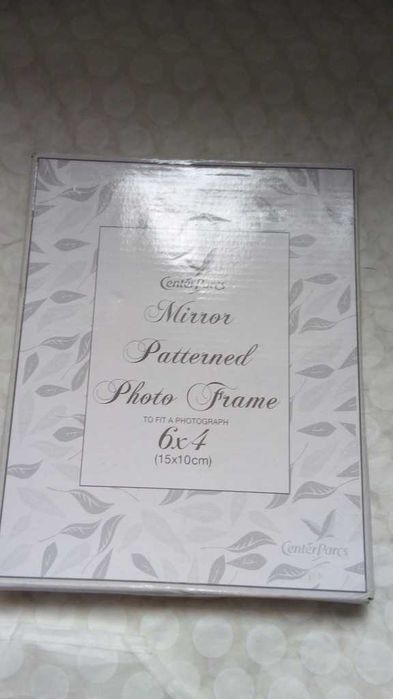 CenterParcs
Mirror
Patterned
Photo Frame
TO FIT A PHOTOGRAPH
6x4
(15x10cm)
CenterParcs